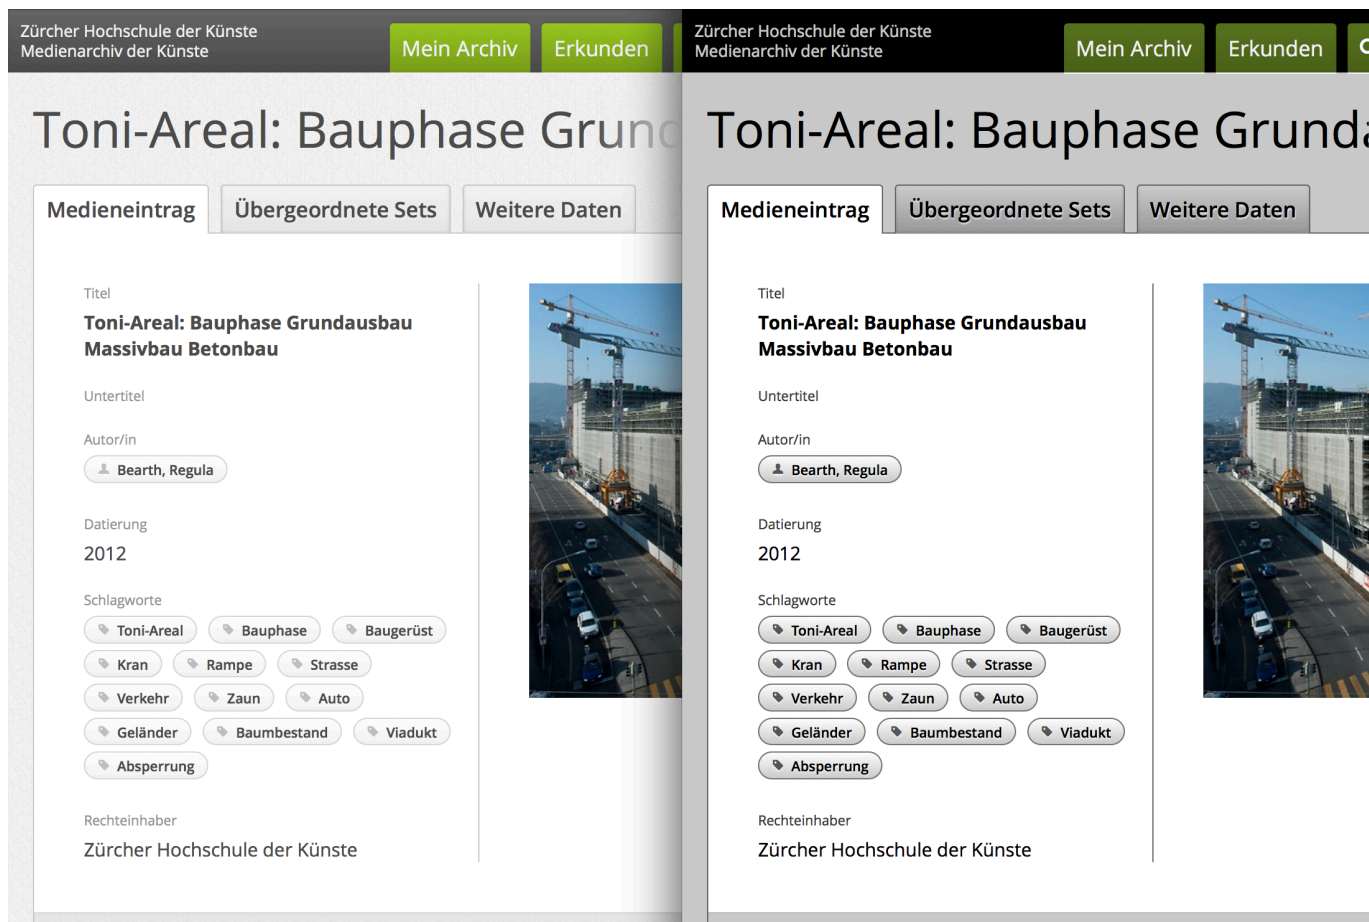 Zürcher Hochschule der Künste
Medienarchiv der Künste
Mein Archiv
Erkunden
Toni-Areal: Bauphase
Medieneintrag
Übergeordnete Sets
Weitere Daten
Titel
Toni-Areal: Bauphase Grundausbau
Massivbau Betonbau
Untertitel
Autor/in
Bearth, Regula
Datierung
2012
Schlagworte
Toni-Areal Bauphase Baugerüst
Kran Rampe Strasse
Verkehr Zaun Auto
Geländer Baumbestand Viadukt
Absperrung
Rechteinhaber
Zürcher Hochschule der Künste
Zürcher Hochschule der Künste
Medienarchiv der Künste
Mein Archiv
Erkunden
Toni-Areal: Bauphase
Medieneintrag
Übergeordnete Sets
Weitere Daten
Titel
Toni-Areal: Bauphase Grundausbau
Massivbau Betonbau
Untertitel
Autor/in
Bearth, Regula
Datierung
2012
Schlagworte
Toni-Areal Bauphase Baugerüst
Kran Rampe Strasse
Verkehr Zaun Auto
Geländer Baumbestand Viadukt
Absperrung
Rechteinhaber
Zürcher Hochschule der Künste